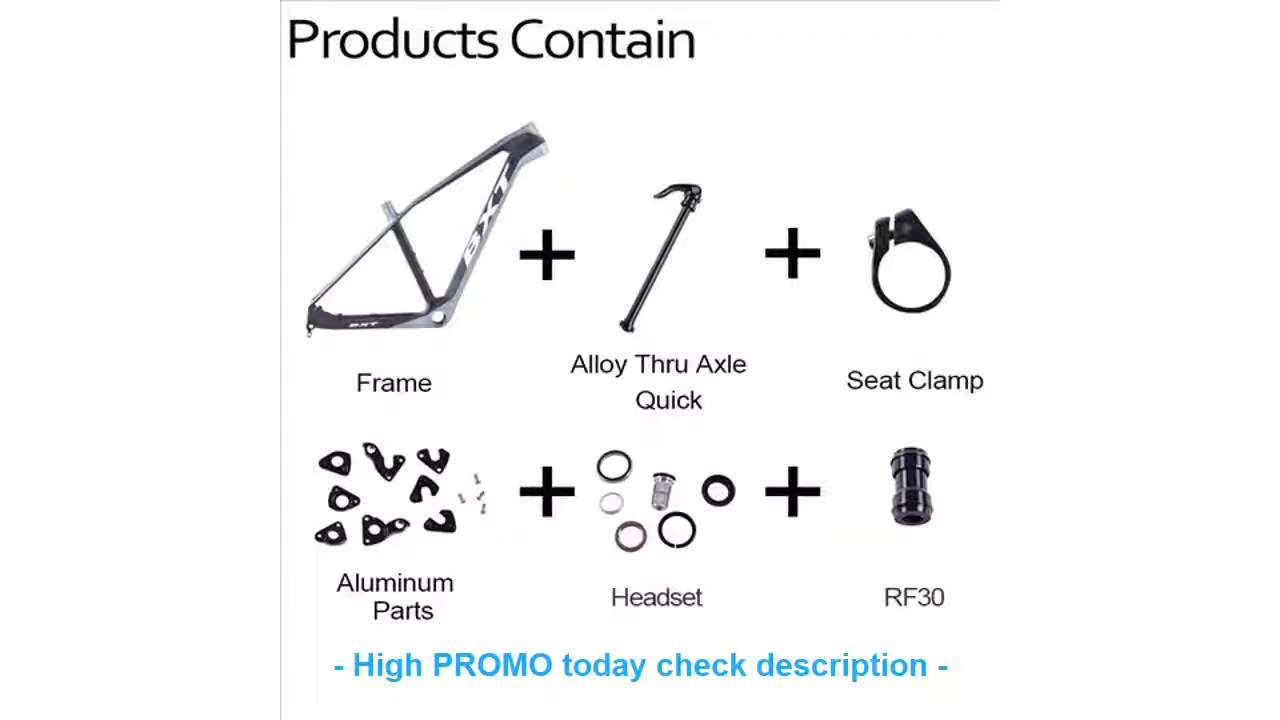 Products Contain
BXT
BXT
Frame
Alloy Thru Axle
Quick
Seat Clamp
Aluminum
Parts
Headset
RF30
- High PROMO today check description -